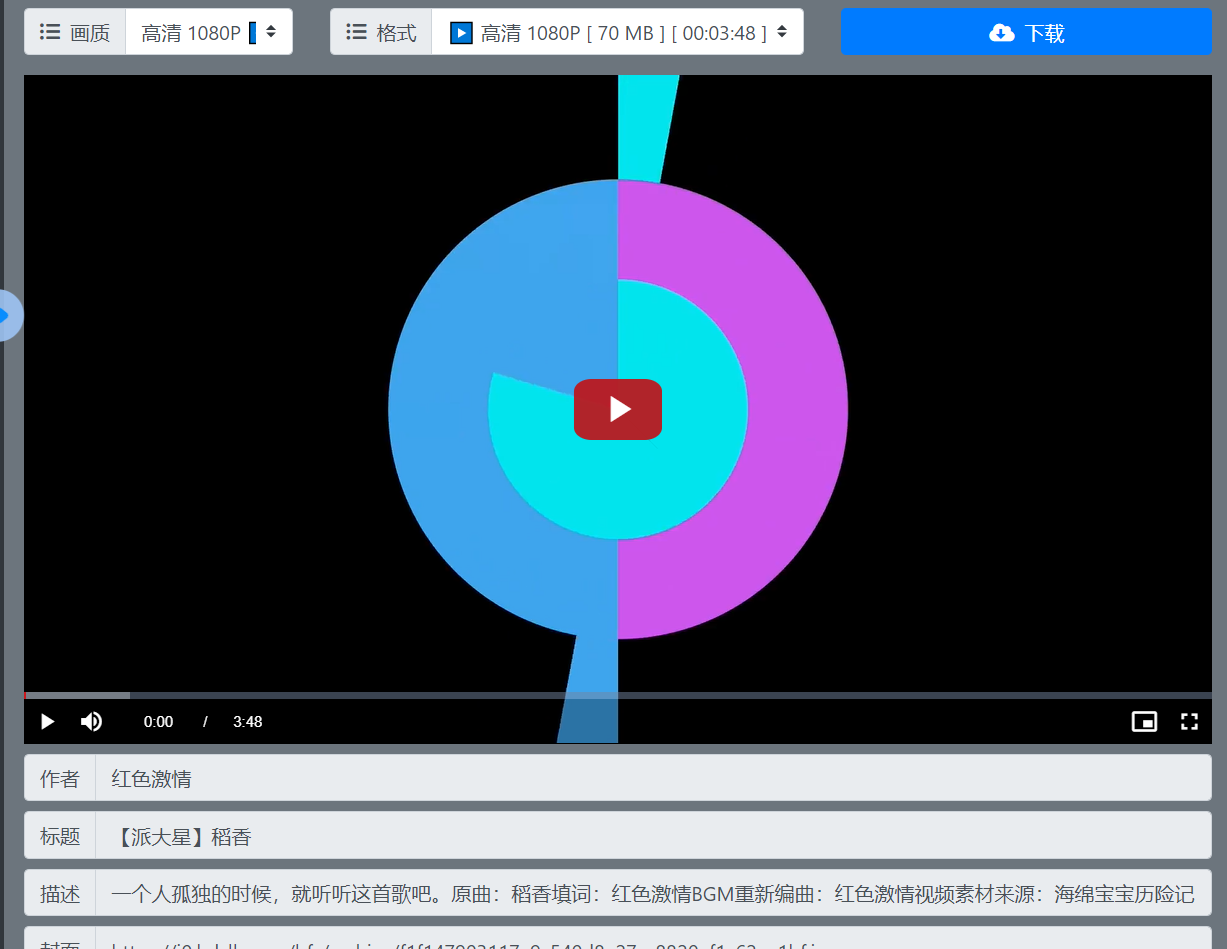 画质 高清 1080P 格式 高清 1080P [ 70 MB ] [ 00:03:48 ] 下载
0:00 / 3:48
作者 红色激情
标题 【派大星】稻香
描述 一个人孤独的时候，就听听这首歌吧。原曲：稻香填词：红色激情BGM重新编曲：红色激情视频素材来源：海绵宝宝历险记
封面